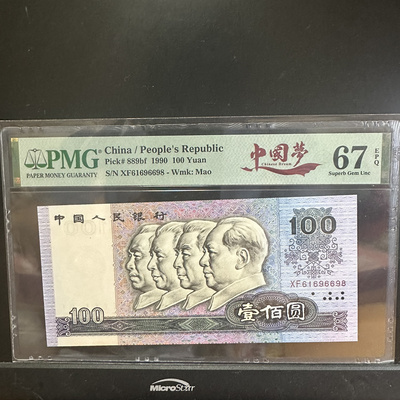 PMG
PAPER MONEY GUARANTY
China / People's Republic
Pick# 889bf 1990 100 Yuan
S/N XF61696698 - Wmk: Mao
中國夢
Chinese Dream
67 EPQ
Superb Gem Unc
中国人民银行
100
XF61696698
100
壹佰圆
MicroStar